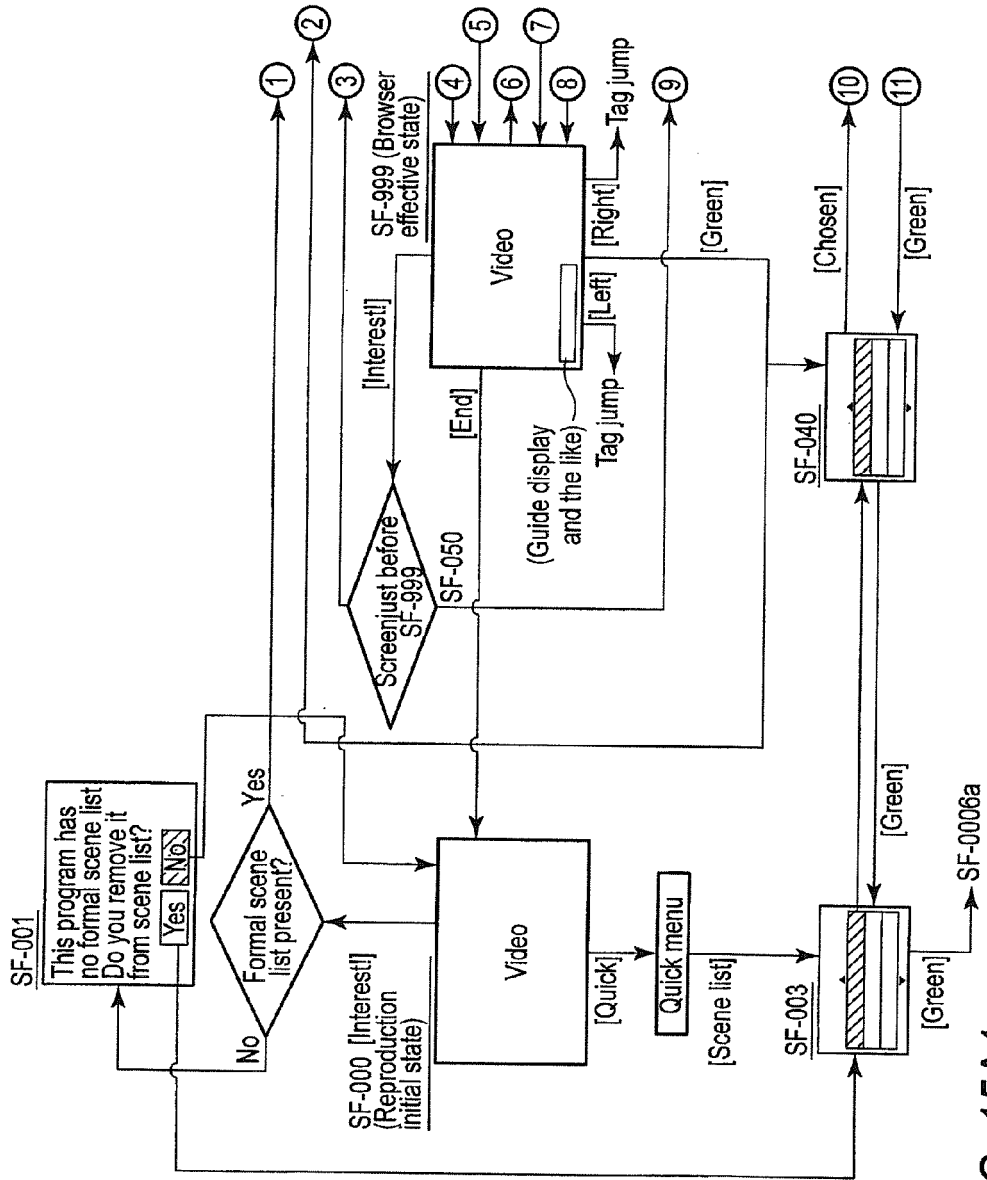 SF-001
This program has
no formal scene list
Do you remove it
from scene list?
Yes
No
Formal scene
list present?
Yes
No
SF-000 [Interest!]
(Reproduction
initial state)
Video
[Quick]
Quick menu
[Scene list]
SF-003
[Green]
SF-0006a
[Green]
Screenjust before
SF-999
SF-050
[Interest!]
[End]
SF-999 (Browser
effective state)
Video
(Guide display
and the like)
[Left]
Tag jump
[Right]
Tag jump
[Green]
SF-040
[Chosen]
[Green]
1
2
3
4
5
6
7
8
9
10
11